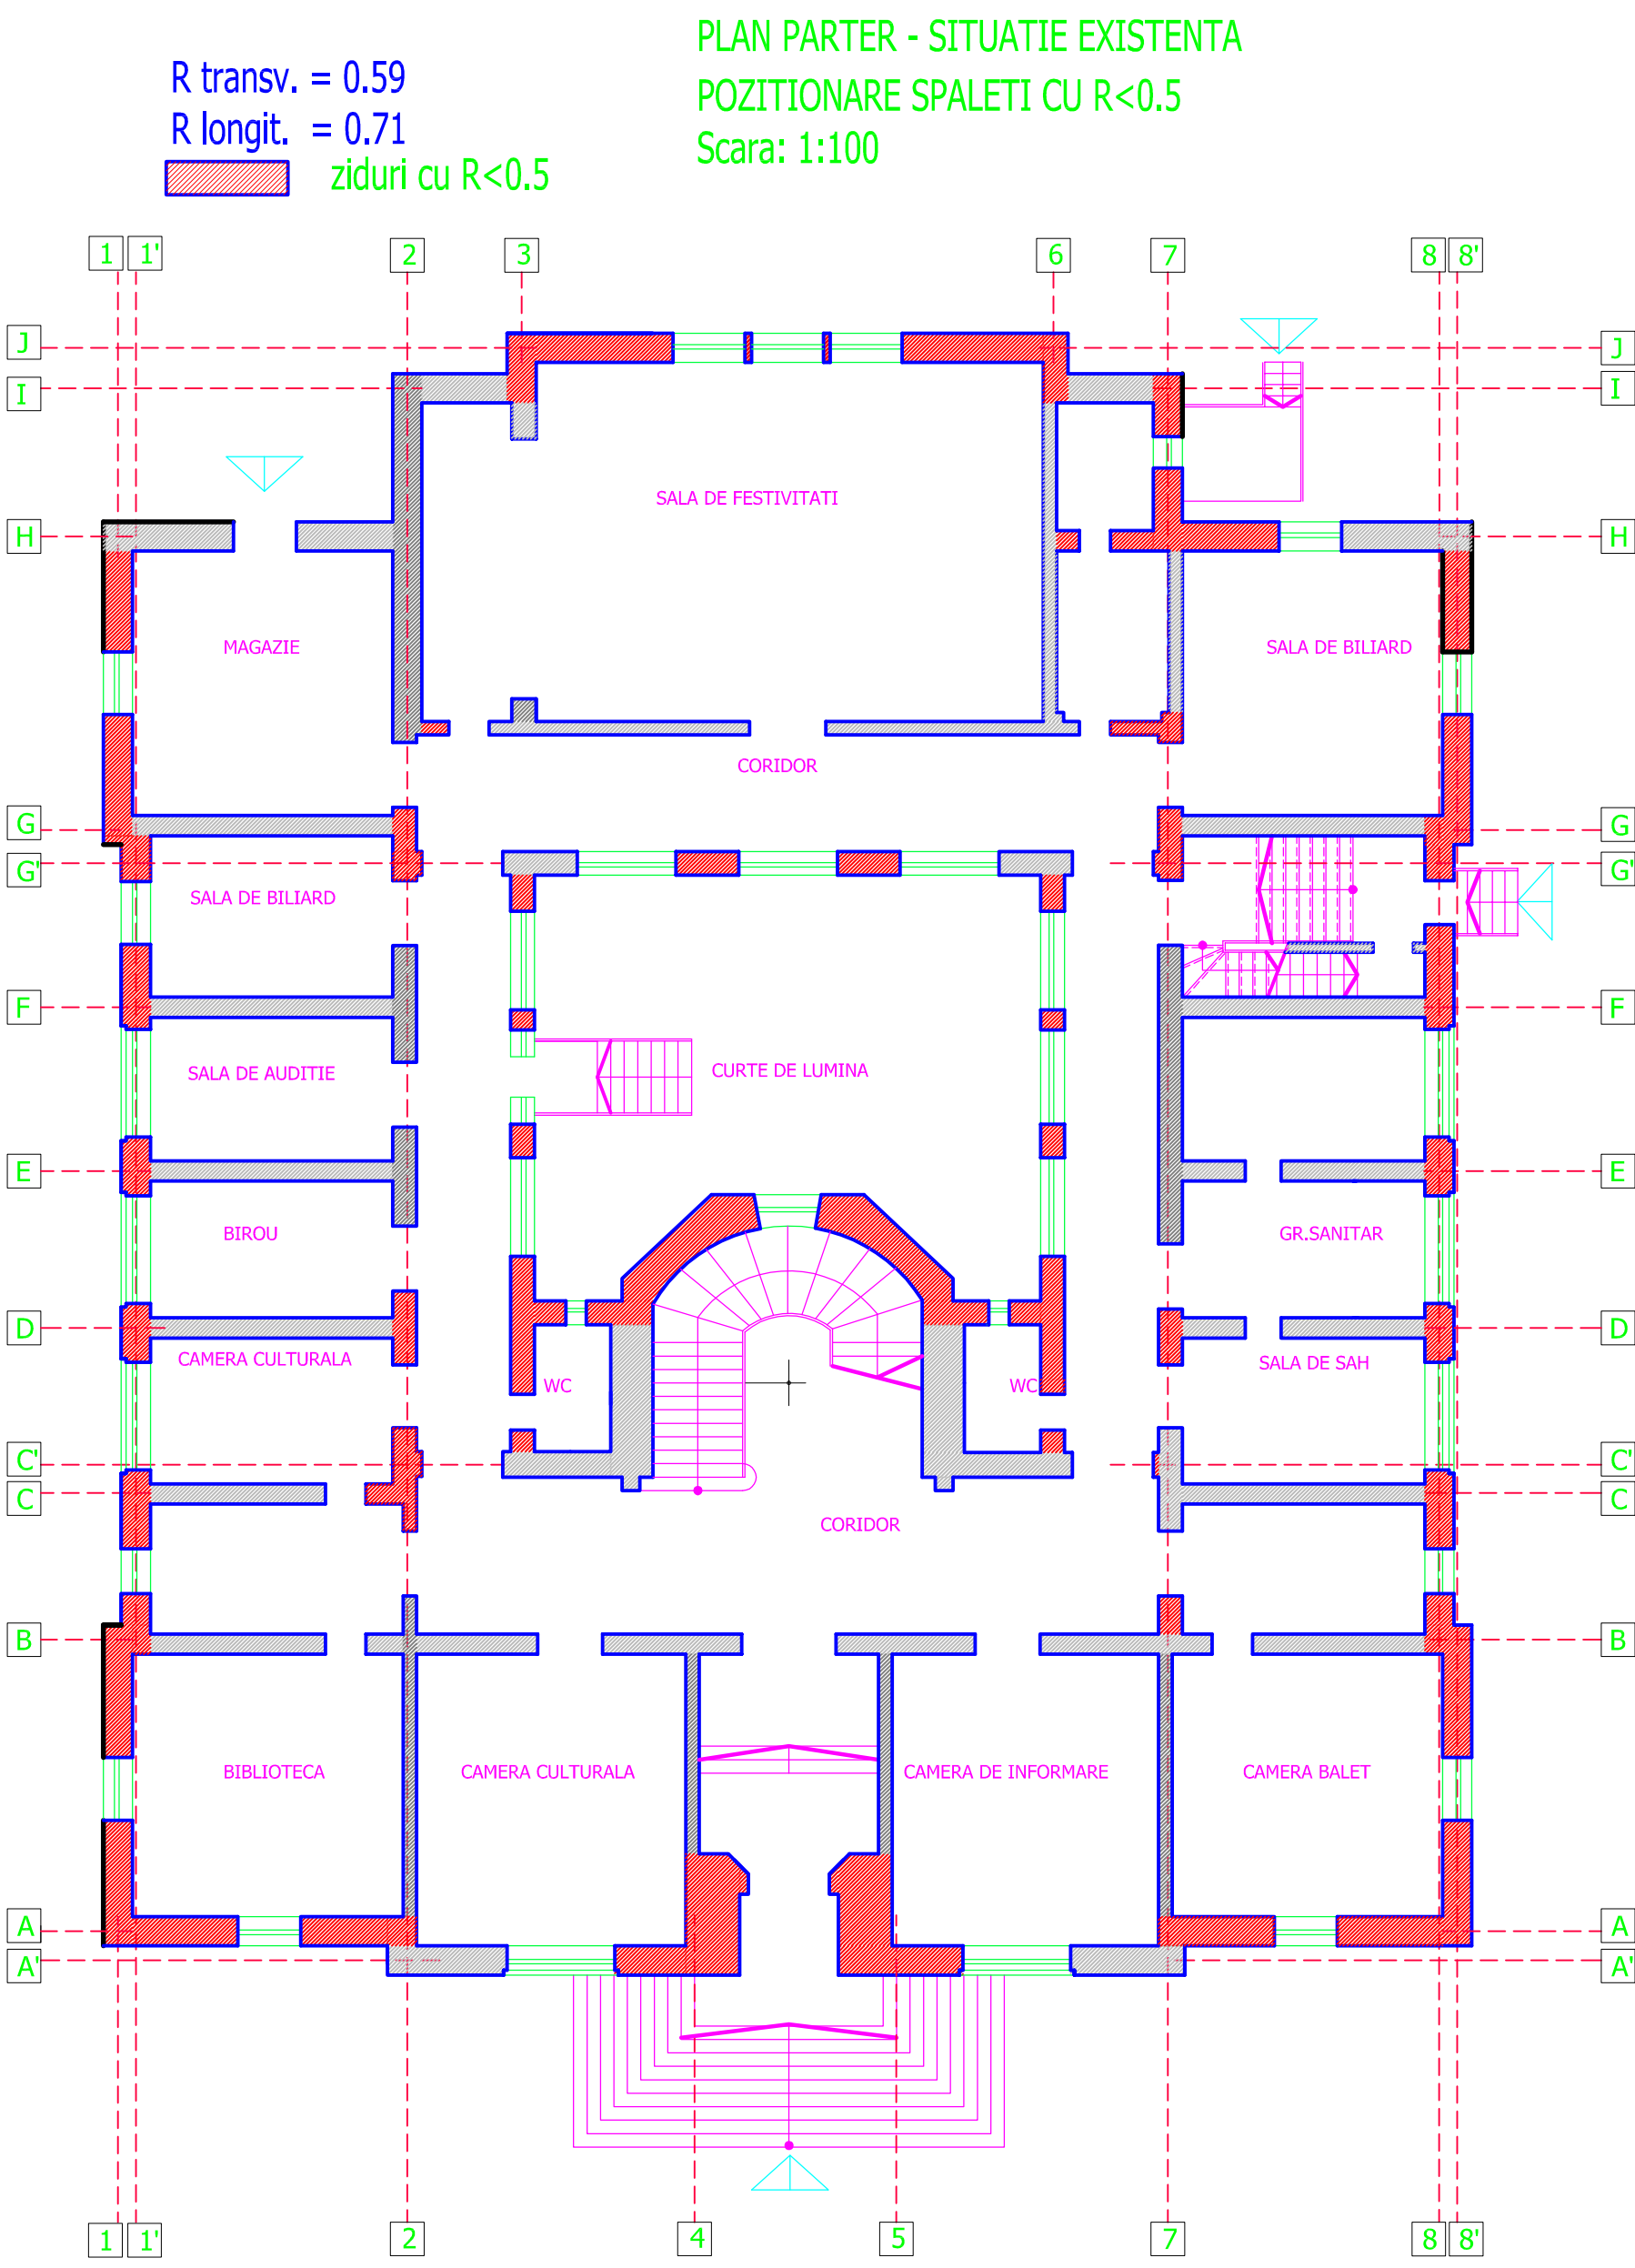 PLAN PARTER - SITUATIE EXISTENTA
R transv. = 0.59
POZITIONARE SPALETI CU R<0.5
R longit. = 0.71
Scara: 1:100
ziduri cu R<0.5
1 1' 2 3 6 7 8 8'
J J
I I
SALA DE FESTIVITATI
H H
MAGAZIE SALA DE BILIARD
CORIDOR
G G
G' G'
SALA DE BILIARD
F F
SALA DE AUDITIE CURTE DE LUMINA
E E
BIROU GR.SANITAR
D D
CAMERA CULTURALA SALA DE SAH
WC WC
C' C'
C C
CORIDOR
B B
BIBLIOTECA CAMERA CULTURALA CAMERA DE INFORMARE CAMERA BALET
A A
A' A'
1 1' 2 4 5 7 8 8'